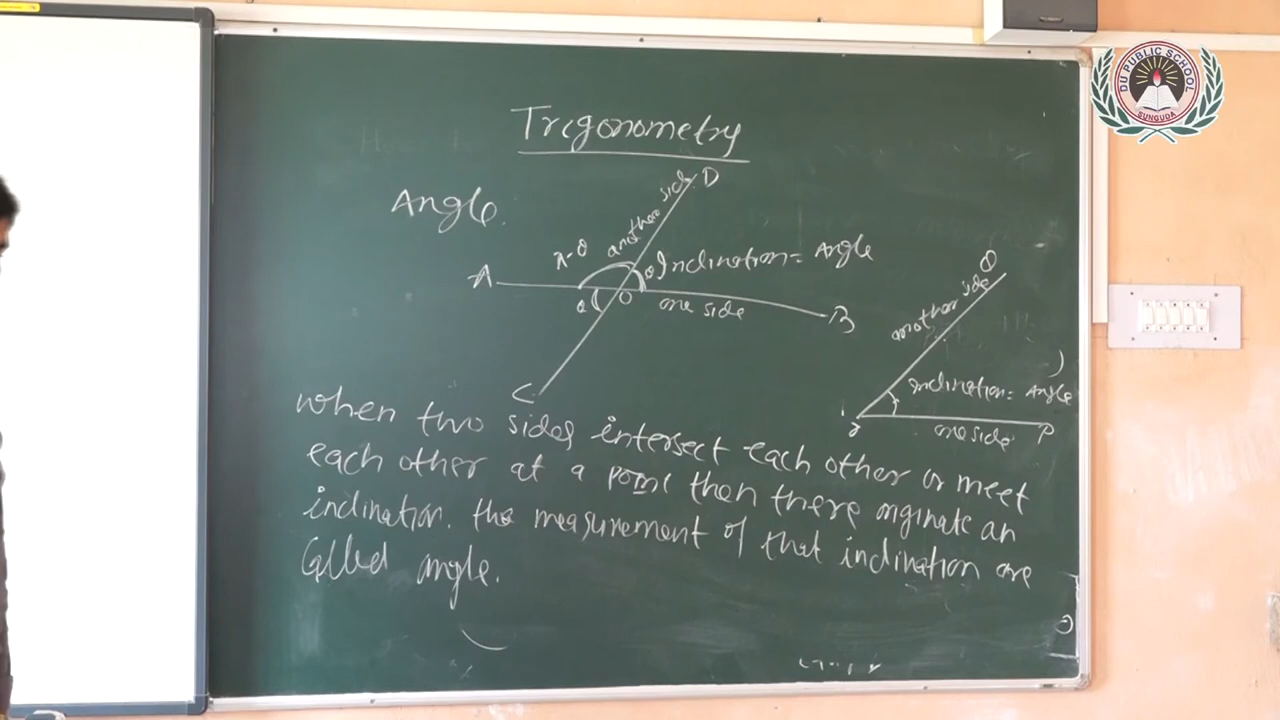 DU PUBLIC SCHOOL
SUNGUDA
Trigonometry
Angle.
D
another side
π-θ
A
θ Inclination = Angle
θ
O
one side
B
C
another side
Inclination = Angle
one side
P
when two sides intersect each other or meet
each other at a point then there originate an
inclination. the measurement of that inclination are
Called angle.